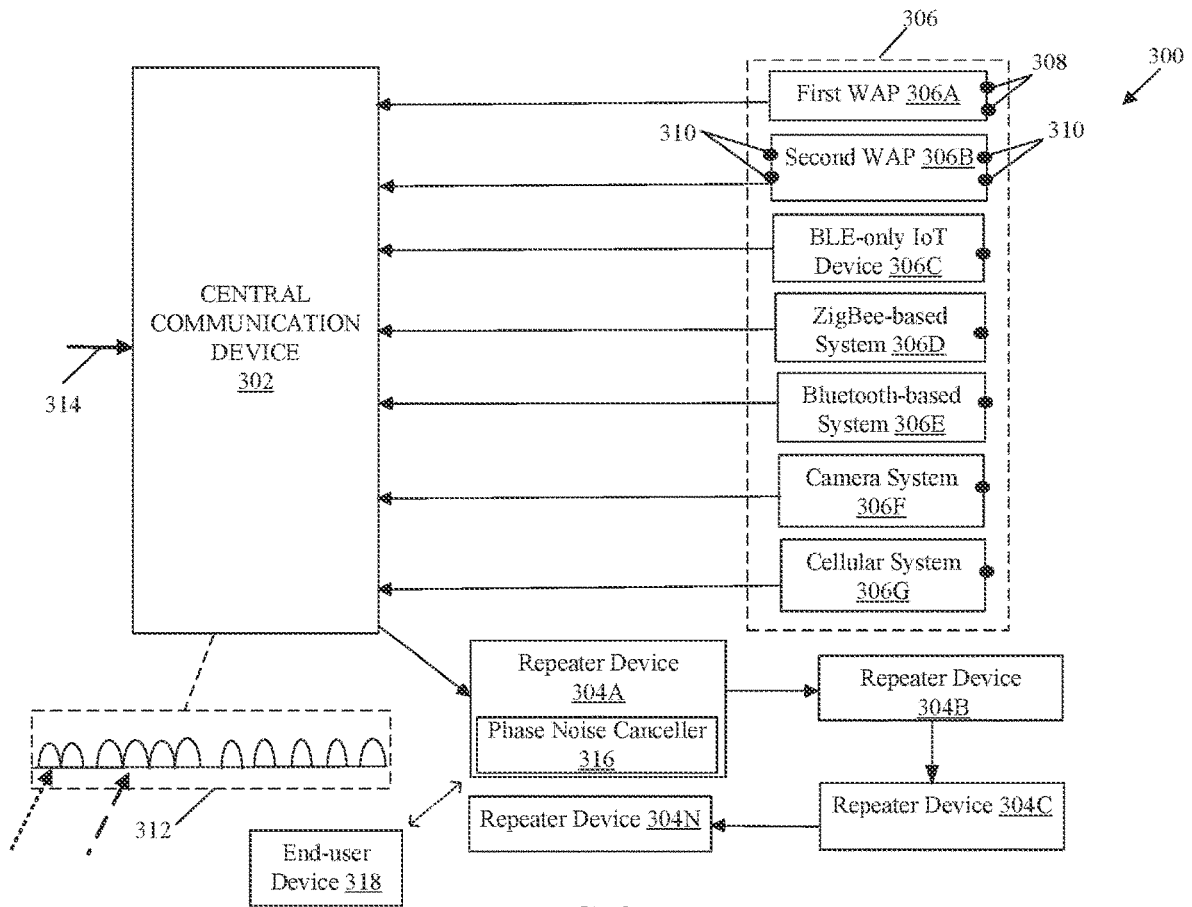 306
308
300
First WAP 306A
310
310
Second WAP 306B
BLE-only IoT
Device 306C
CENTRAL
COMMUNICATION
DEVICE
302
ZigBee-based
System 306D
314
Bluetooth-based
System 306E
Camera System
306F
Cellular System
306G
Repeater Device
304A
Phase Noise Canceller
316
Repeater Device
304B
312
Repeater Device 304N
Repeater Device 304C
End-user
Device 318